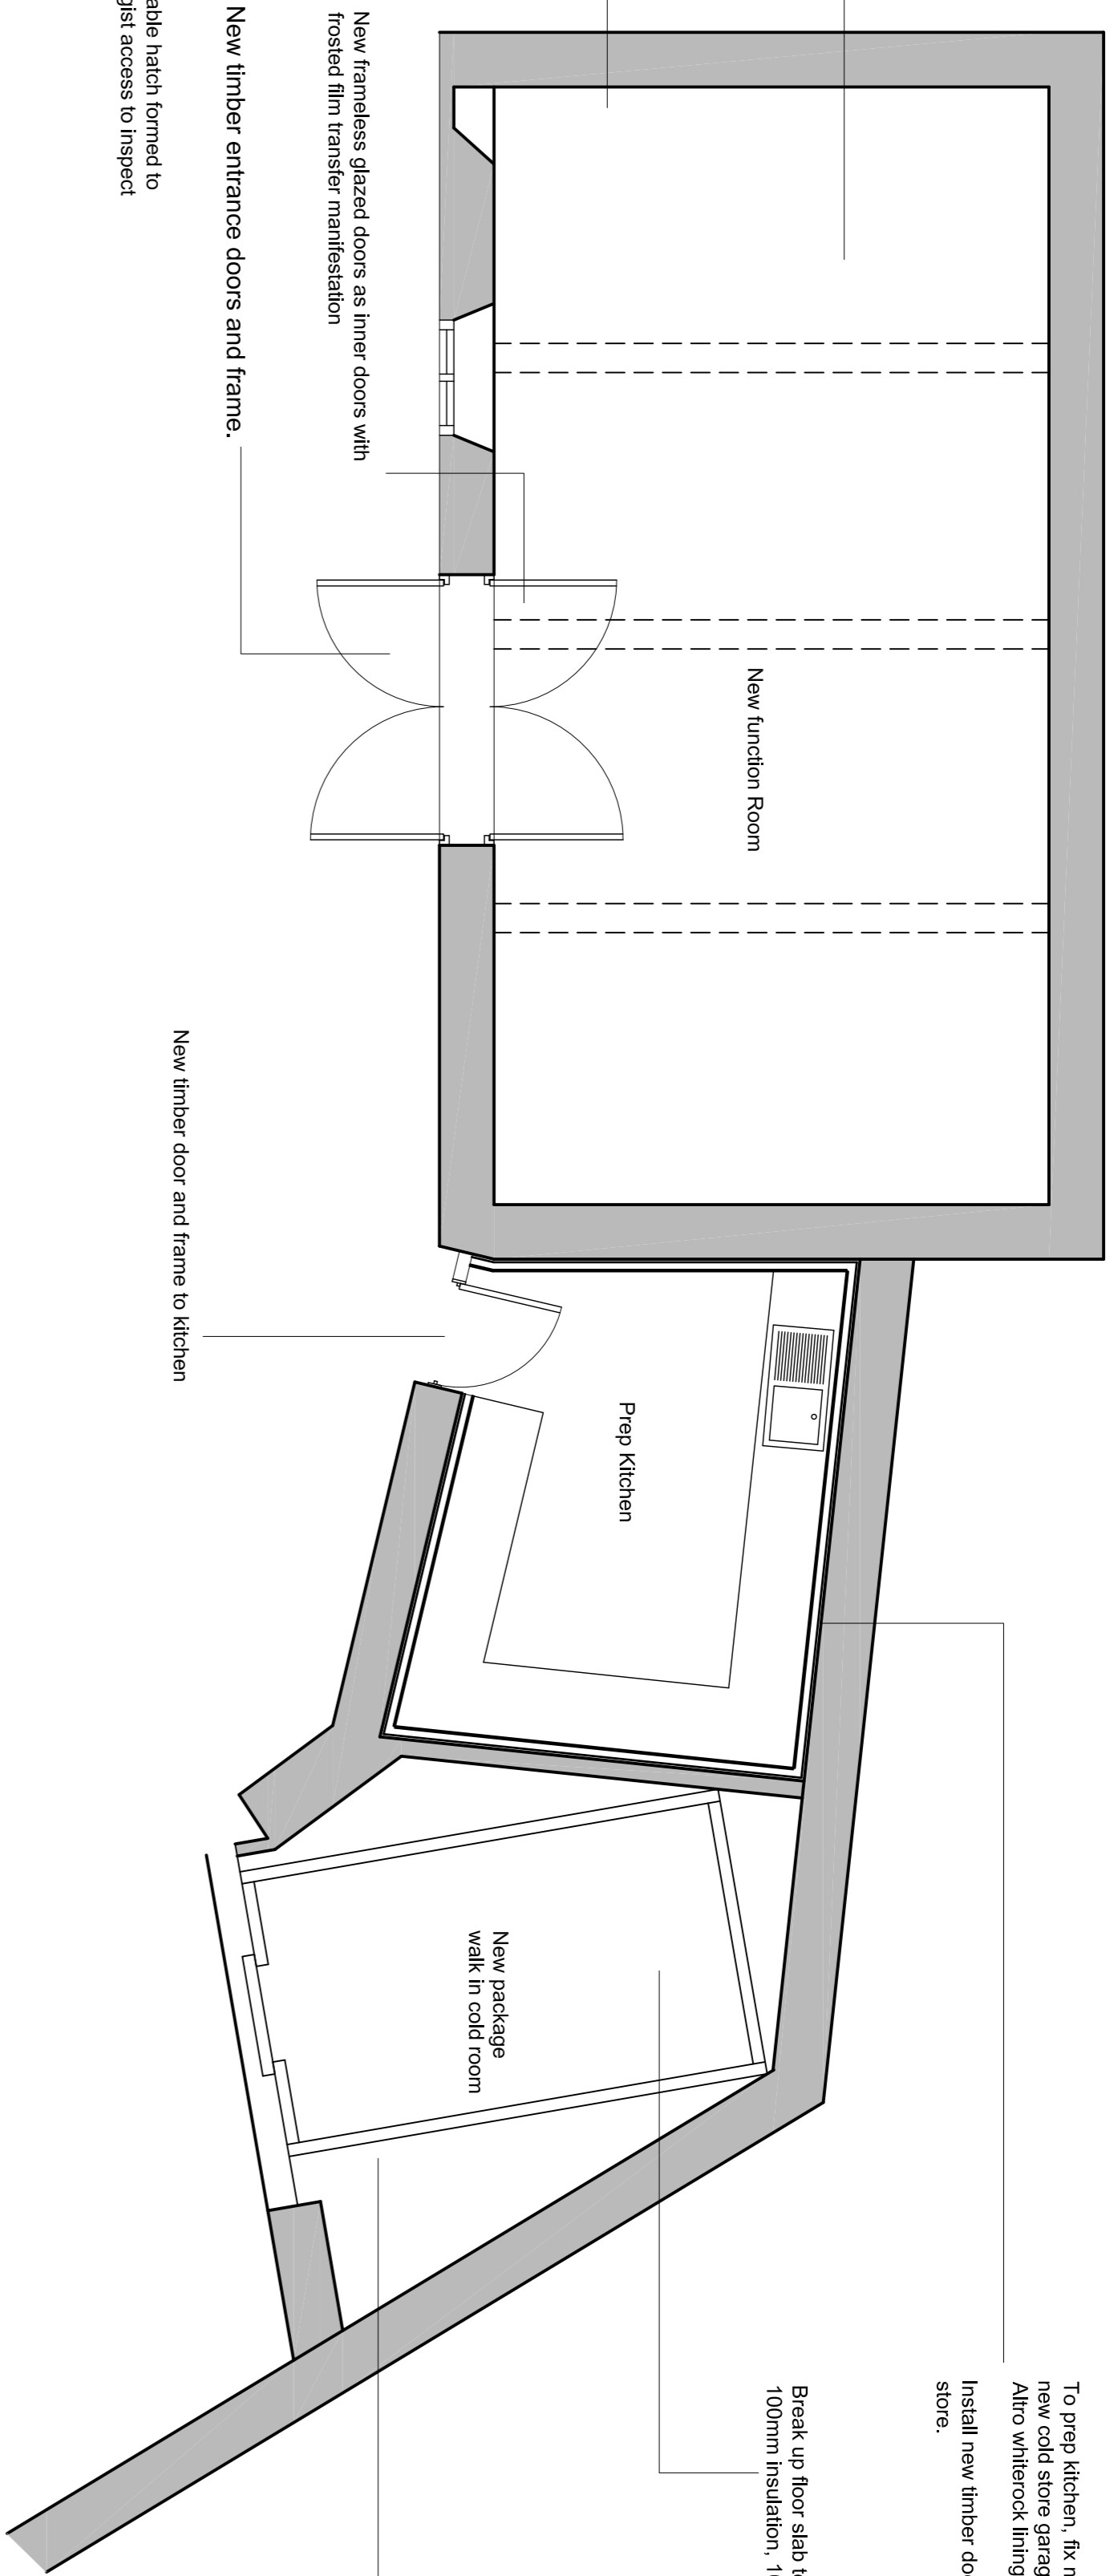 New frameless glazed doors as inner doors with
frosted film transfer manifestation
New timber entrance doors and frame.
able hatch formed to
gist access to inspect
New function Room
New timber door and frame to kitchen
Prep Kitchen
New package
walk in cold room
To prep kitchen, fix
new cold store garag
Altro whiterock lining
Install new timber do
store.
Break up floor slab
100mm insulation,